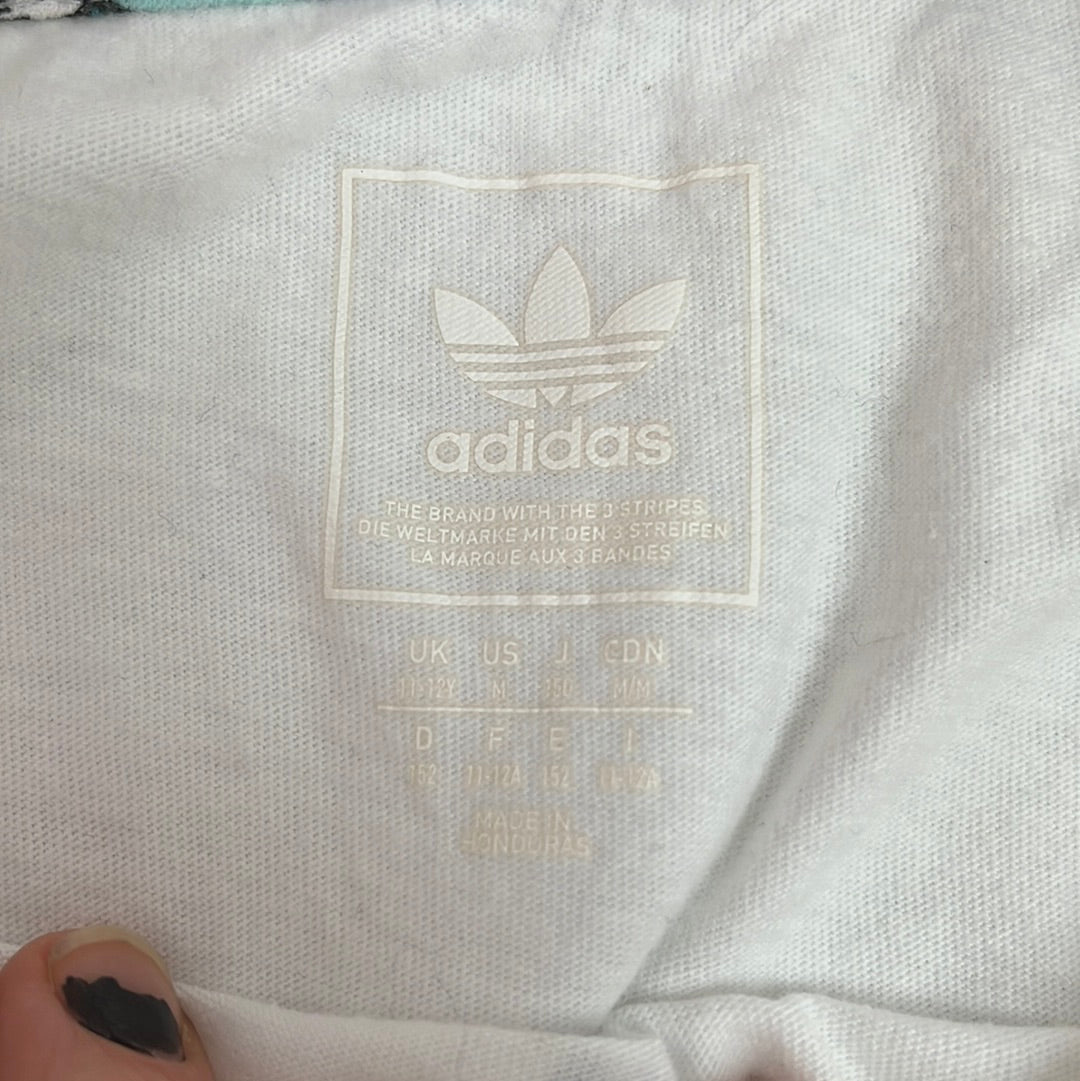 adidas
THE BRAND WITH THE 3 STRIPES
DIE WELTMARKE MIT DEN 3 STREIFEN
LA MARQUE AUX 3 BANDES
UK US J CDN
11-12Y M 150 M/M
D F E I
152 11-12A 152 11-12A
MADE IN
HONDURAS